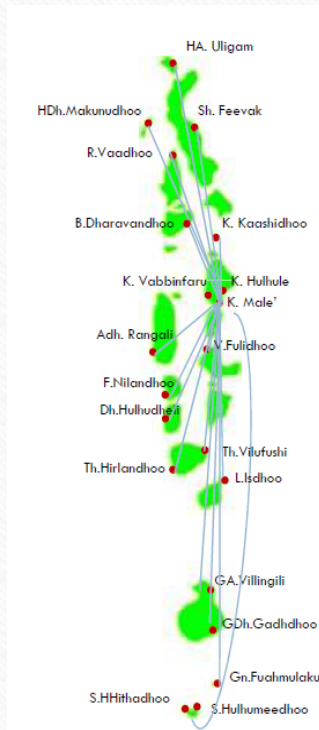 HA. Uligam
HDh.Makunudhoo
Sh. Feevak
R.Vaadhoo
B.Dharavandhoo
K. Kaashidhoo
K. Vabbinfaru
K. Hulhule
K. Male'
Adh. Rangali
V.Fulidhoo
F.Nilandhoo
Dh.Hulhudheli
Th.Vilufushi
Th.Hirlandhoo
L.Isdhoo
GA.Villingili
GDh.Gadhdhoo
Gn.Fuahmulaku
S.HHithadhoo
S.Hulhumeedhoo